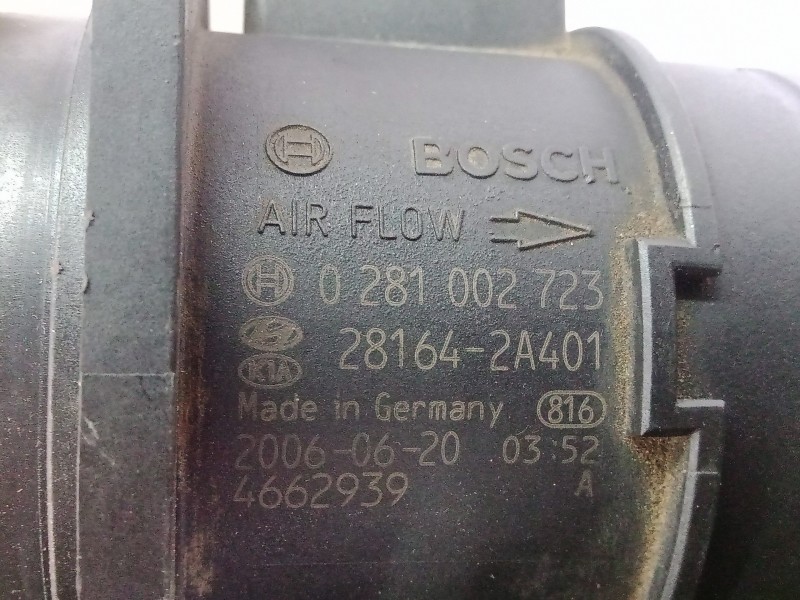 BOSCH
AIR FLOW
0 281 002 723
28164-2A401
KIA
Made in Germany 816
2006-06-20 03:52
4662939 A